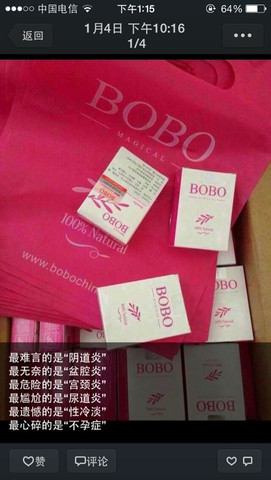 中国电信
下午1:15
64%
返回
1月4日 下午10:16
1/4
BOBO
MAGICAL
100% Natural
www.bobochin
BOBO
BOBO
BOBO
最难言的是“阴道炎”
最无奈的是“盆腔炎”
最危险的是“宫颈炎”
最尴尬的是“尿道炎”
最遗憾的是“性冷淡”
最心碎的是“不孕症”
赞
评论